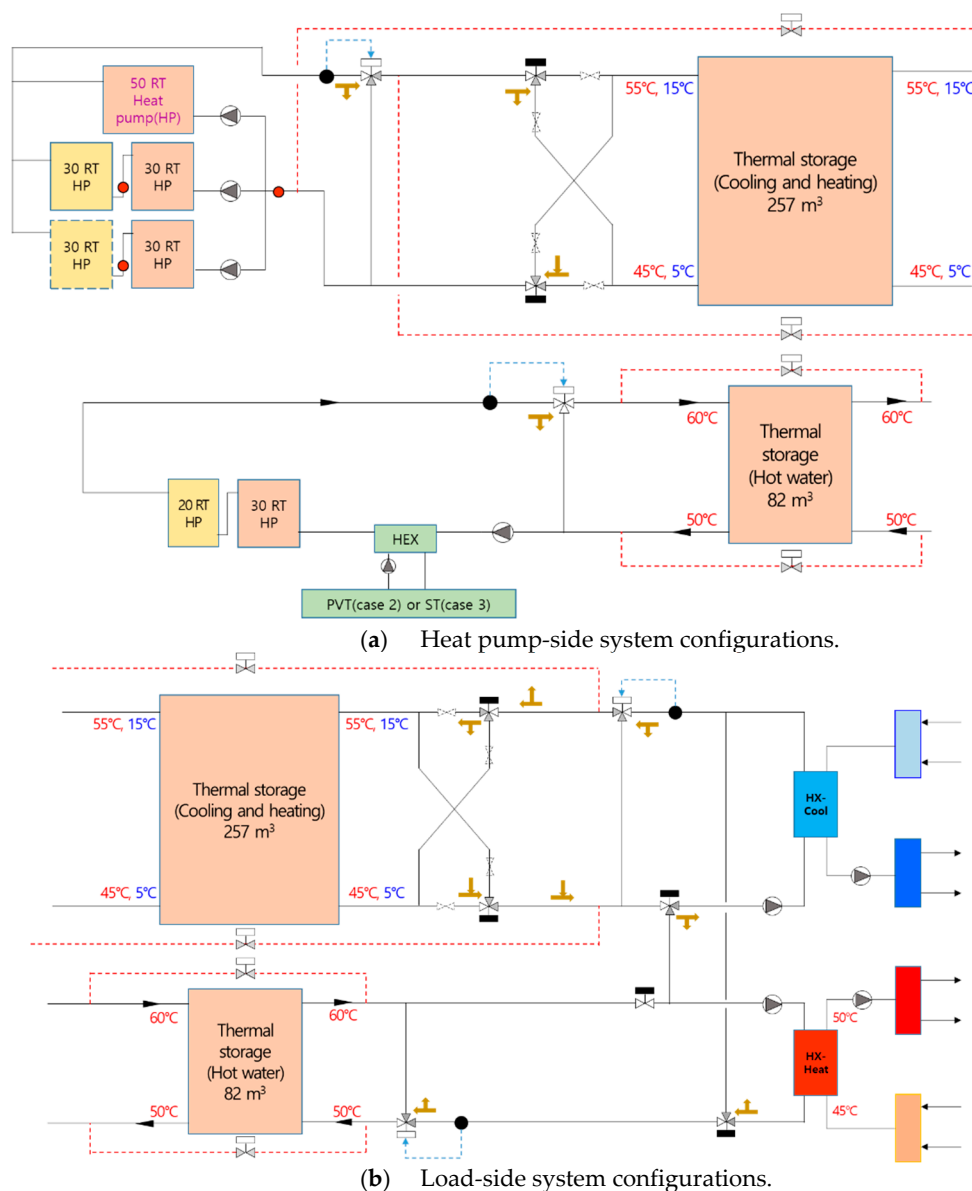 50 RT
Heat
pump(HP)
30 RT
HP
30 RT
HP
30 RT
HP
30 RT
HP
55℃, 15℃
55℃, 15℃
Thermal storage
(Cooling and heating)
257 m³
45℃, 5℃
45℃, 5℃
60℃
60℃
Thermal
storage
(Hot water)
82 m³
50℃
50℃
20 RT
HP
30 RT
HP
HEX
PVT(case 2) or ST(case 3)
(a) Heat pump-side system configurations.
55℃, 15℃
55℃, 15℃
Thermal storage
(Cooling and heating)
257 m³
45℃, 5℃
45℃, 5℃
HX-
Cool
60℃
60℃
Thermal
storage
(Hot water)
82 m³
50℃
50℃
50℃
HX-
Heat
45℃
(b) Load-side system configurations.